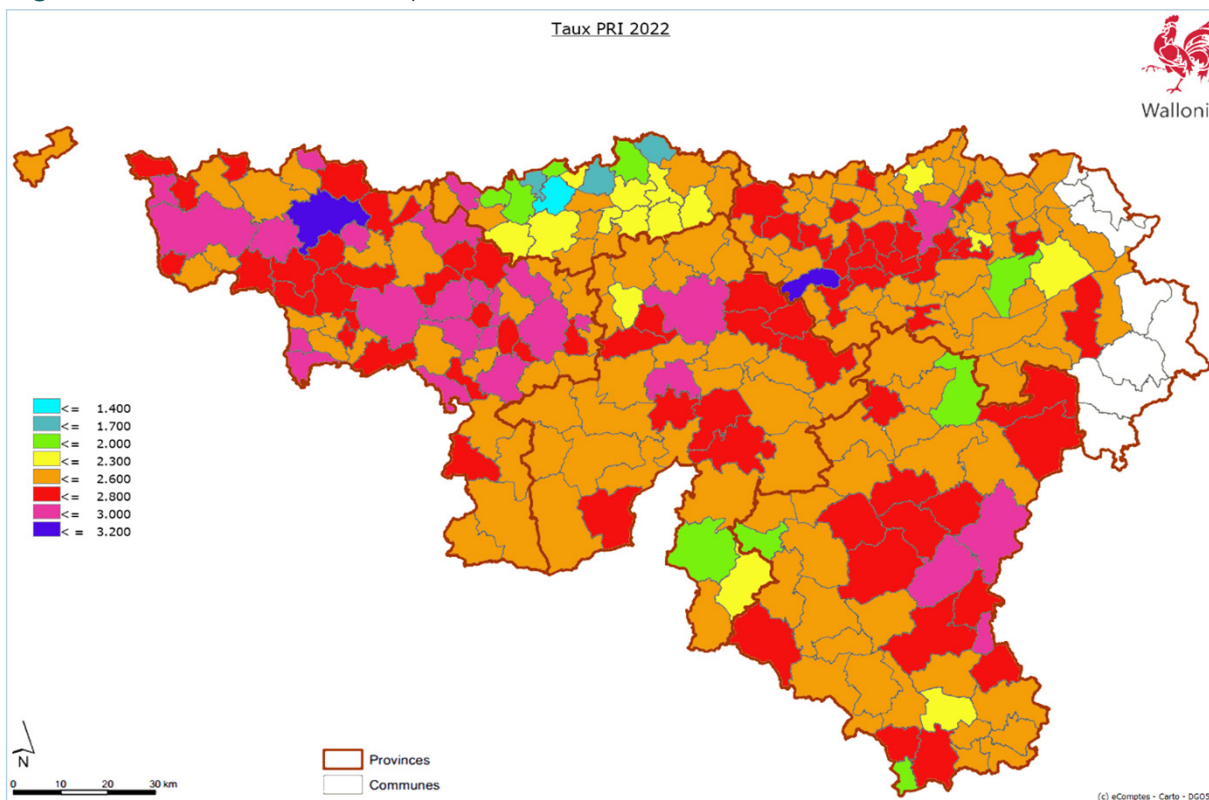 Taux PRI 2022
Walloni
<= 1.400
<= 1.700
<= 2.000
<= 2.300
<= 2.600
<= 2.800
<= 3.000
<= 3.200
N
0 10 20 30 km
Provinces
Communes
(c) eComptes - Carto - DGO5